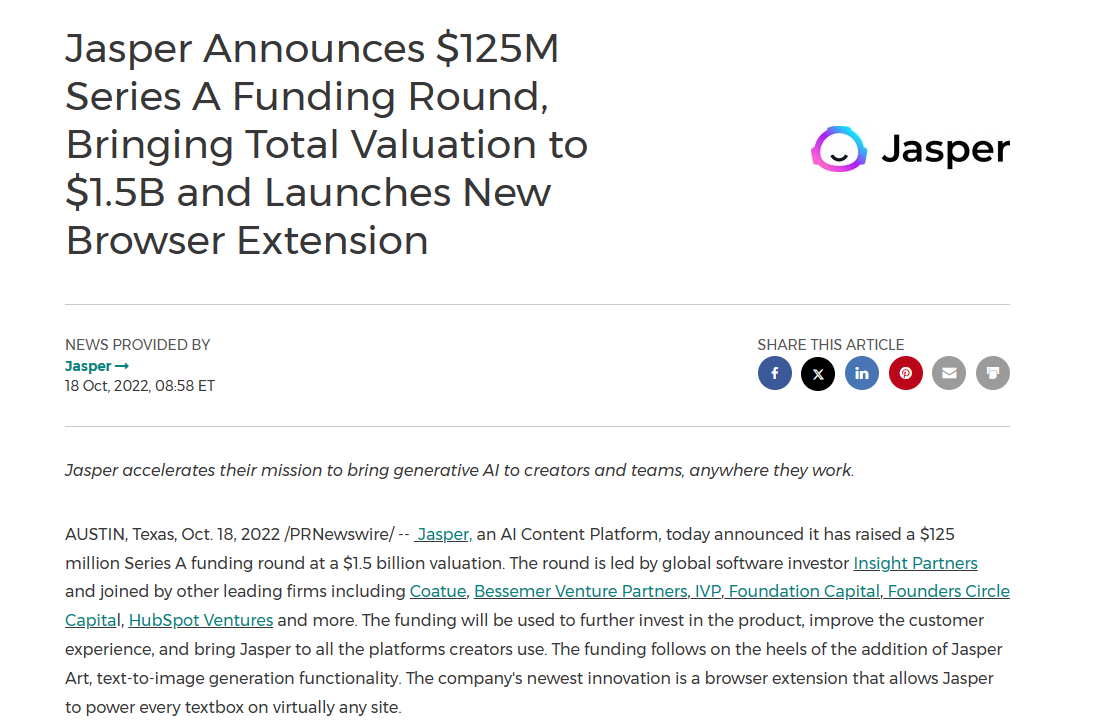 Jasper Announces $125M
Series A Funding Round,
Bringing Total Valuation to
$1.5B and Launches New
Browser Extension
Jasper
NEWS PROVIDED BY
Jasper →
18 Oct, 2022, 08:58 ET
SHARE THIS ARTICLE
Jasper accelerates their mission to bring generative AI to creators and teams, anywhere they work.
AUSTIN, Texas, Oct. 18, 2022 /PRNewswire/ -- Jasper, an AI Content Platform, today announced it has raised a $125
million Series A funding round at a $1.5 billion valuation. The round is led by global software investor Insight Partners
and joined by other leading firms including Coatue, Bessemer Venture Partners, IVP, Foundation Capital, Founders Circle
Capital, HubSpot Ventures and more. The funding will be used to further invest in the product, improve the customer
experience, and bring Jasper to all the platforms creators use. The funding follows on the heels of the addition of Jasper
Art, text-to-image generation functionality. The company's newest innovation is a browser extension that allows Jasper
to power every textbox on virtually any site.